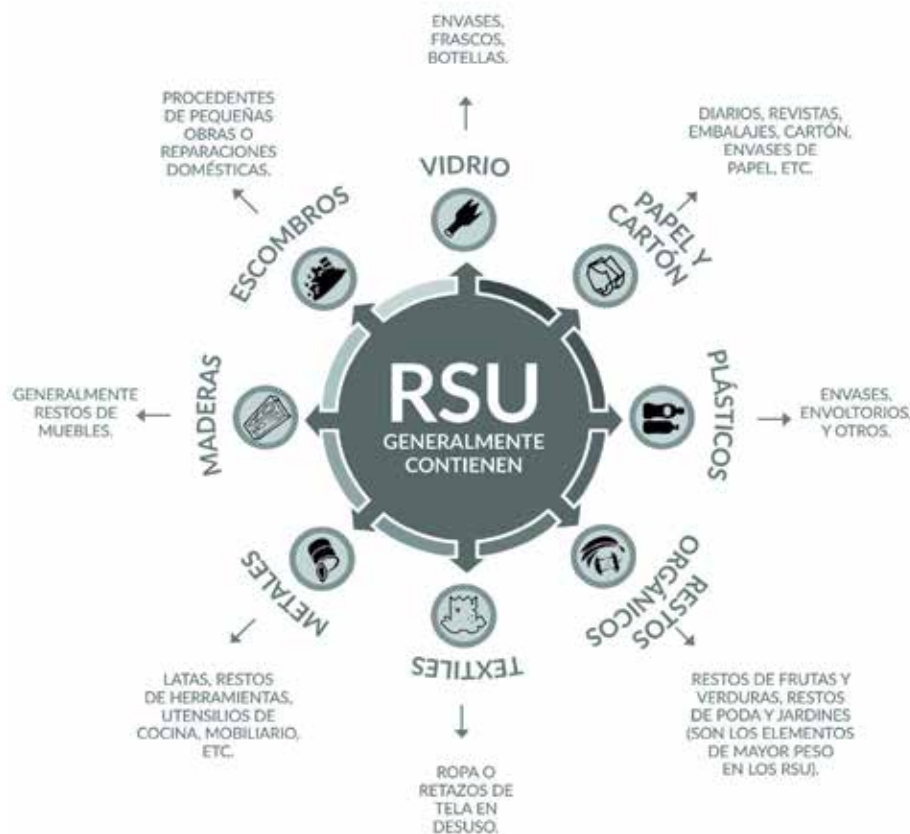 ENVASES,
FRASCOS,
BOTELLAS.
VIDRIO
DIARIOS, REVISTAS,
EMBALAJES, CARTÓN,
ENVASES DE
PAPEL, ETC.
PAPEL Y
CARTÓN
PLÁSTICOS
ENVASES,
ENVOLTORIOS,
Y OTROS.
RESTOS
ORGÁNICOS
RESTOS DE FRUTAS Y
VERDURAS, RESTOS
DE PODA Y JARDINES
(SON LOS ELEMENTOS
DE MAYOR PESO
EN LOS RSU).
TEXTILES
ROPA O
RETAZOS DE
TELA EN
DESUSO.
METALES
LATAS, RESTOS
DE HERRAMIENTAS,
UTENSILIOS DE
COCINA, MOBILIARIO,
ETC.
MADERAS
GENERALMENTE
RESTOS DE
MUEBLES.
ESCOMBROS
PROCEDENTES
DE PEQUEÑAS
OBRAS O
REPARACIONES
DOMÉSTICAS.
RSU
GENERALMENTE
CONTIENEN